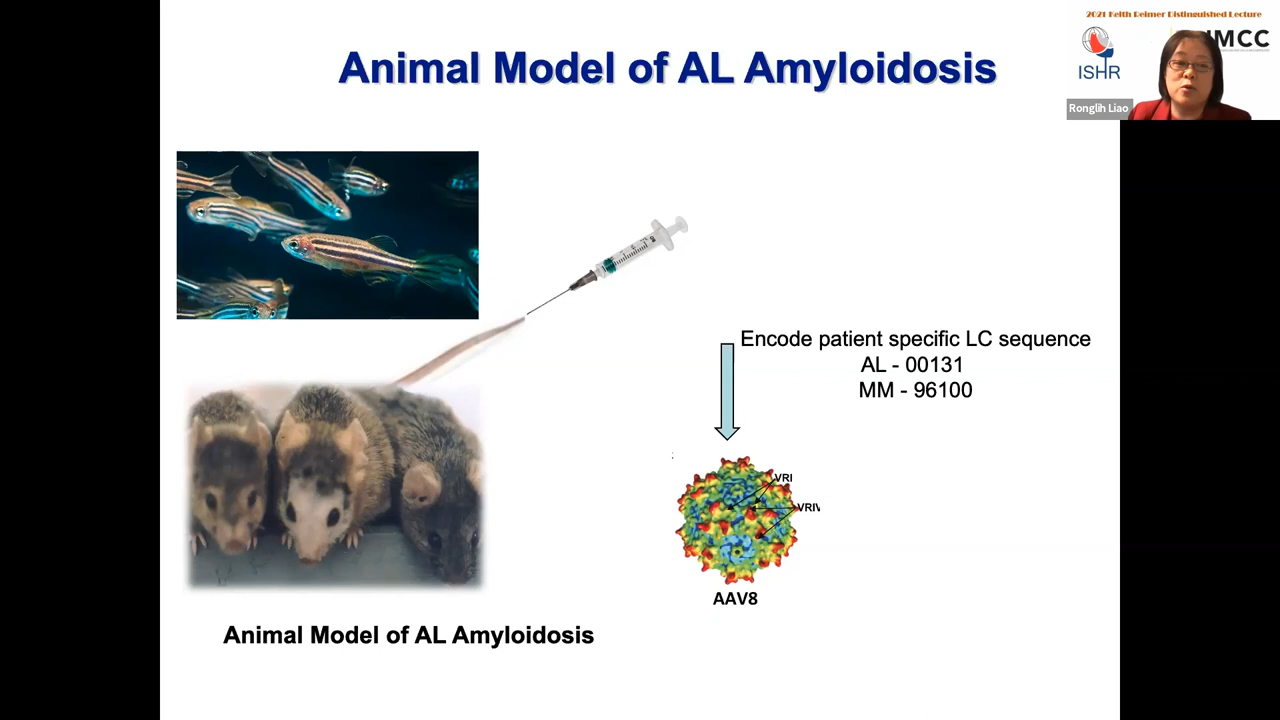 2021 Keith Reimer Distinguished Lecture
ISHR
JMCC
Ronglih Liao
Animal Model of AL Amyloidosis
Encode patient specific LC sequence
AL - 00131
MM - 96100
VRI
VRIV
AAV8
Animal Model of AL Amyloidosis